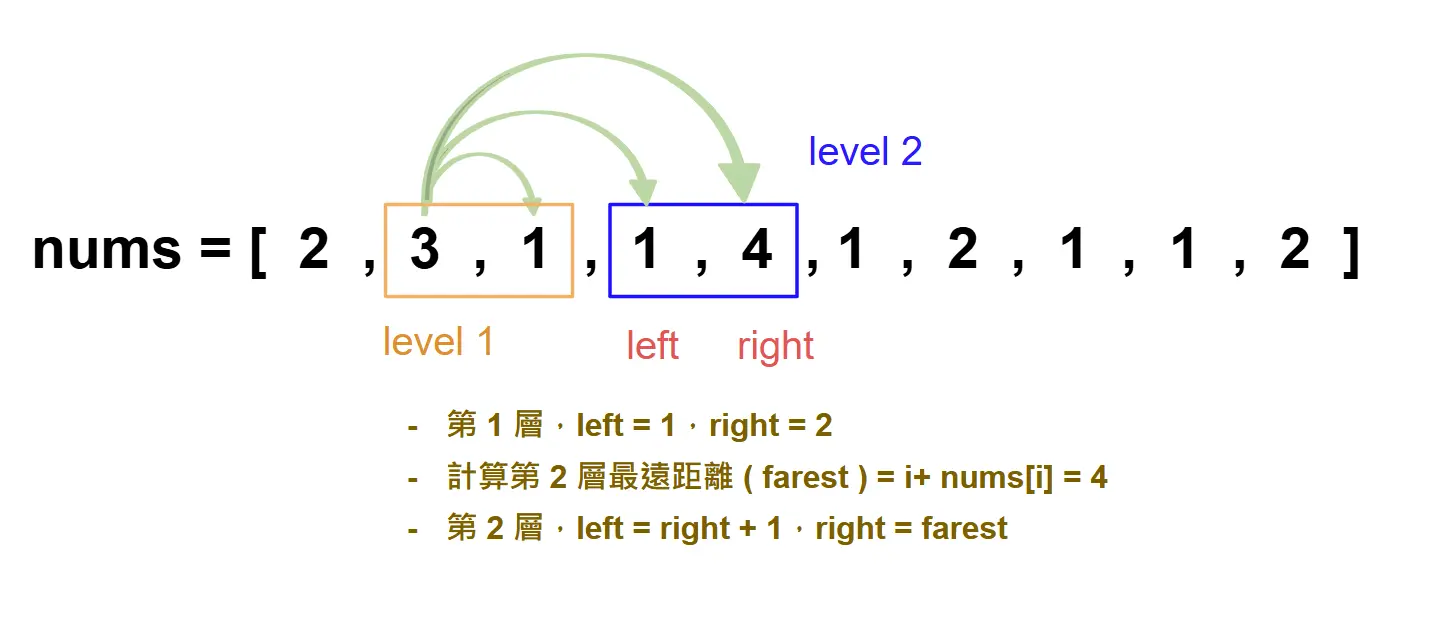 level 2
nums = [ 2 , 3 , 1 , 1 , 4 , 1 , 2 , 1 , 1 , 2 ]
level 1 left right
- 第 1 層，left = 1，right = 2
- 計算第 2 層最遠距離 ( farest ) = i+ nums[i] = 4
- 第 2 層，left = right + 1，right = farest